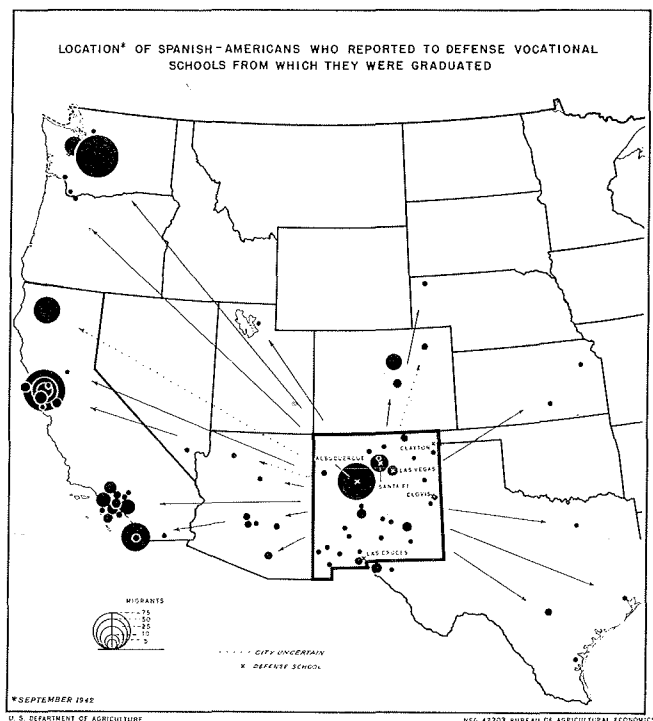 LOCATION* OF SPANISH-AMERICANS WHO REPORTED TO DEFENSE VOCATIONAL
SCHOOLS FROM WHICH THEY WERE GRADUATED
CLAYTON
ALBUQUERQUE
LAS VEGAS
SANTA FE
CLOVIS
LAS CRUCES
MIGRANTS
75
50
25
10
5
CITY UNCERTAIN
x DEFENSE SCHOOL
*SEPTEMBER 1942
U. S. DEPARTMENT OF AGRICULTURE
BUREAU OF AGRICULTURAL ECONOMICS